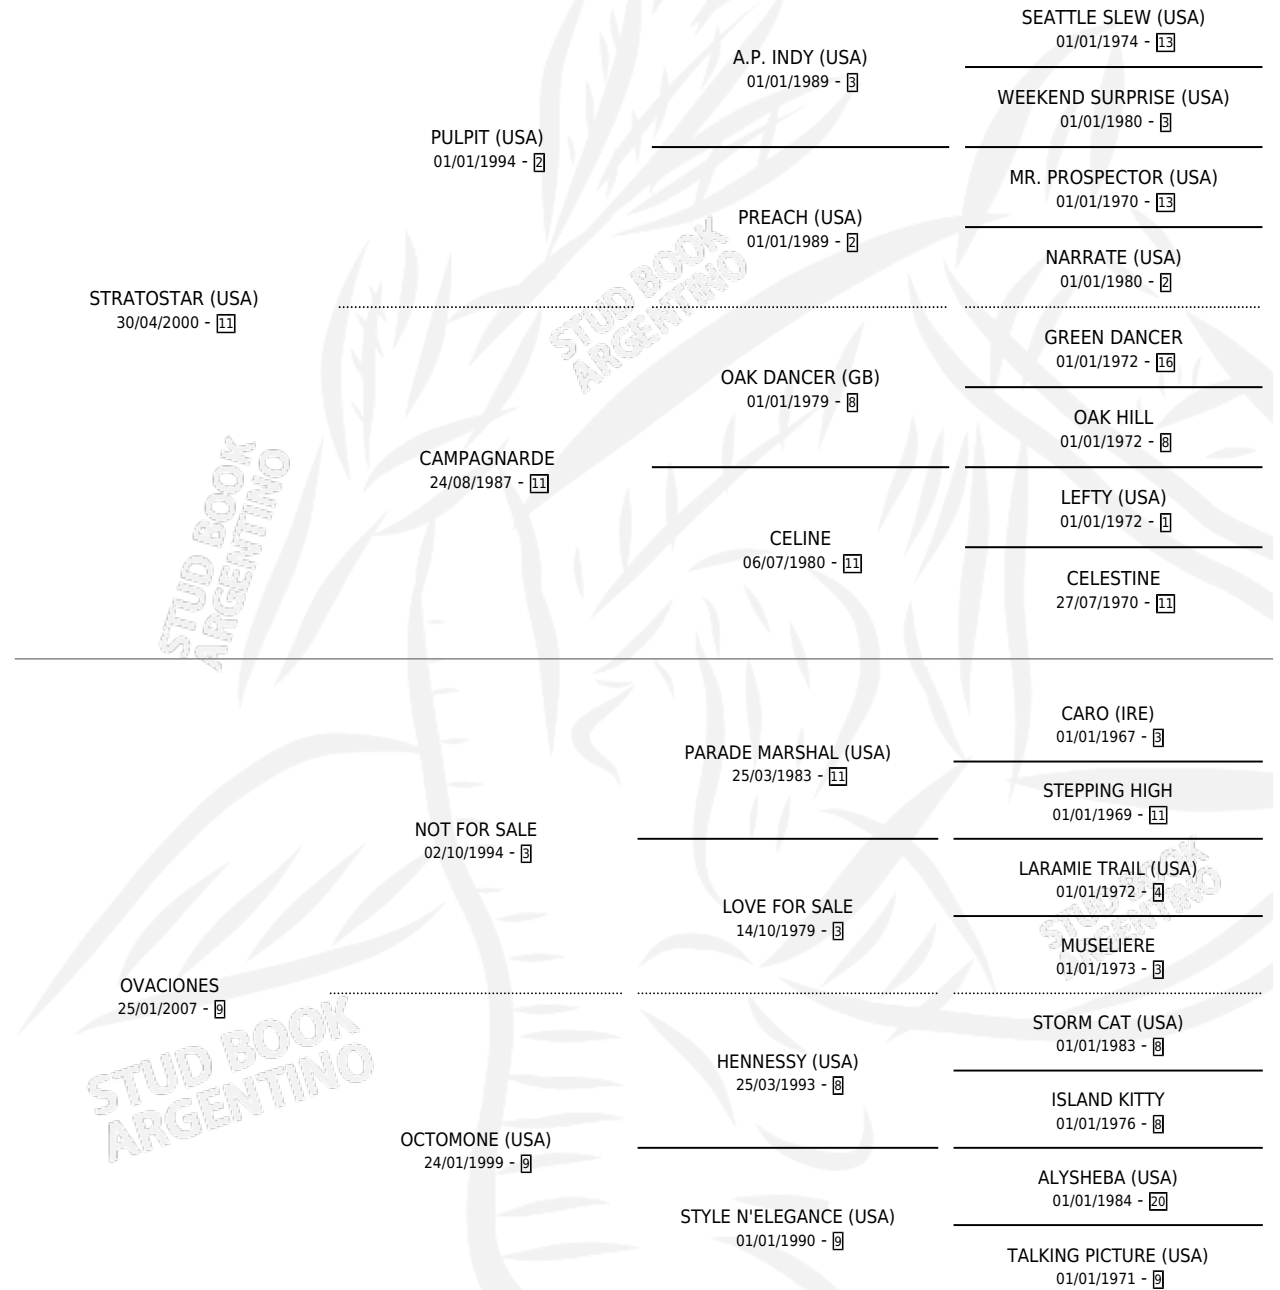 SEATTLE SLEW (USA)
01/01/1974 - 13
A.P. INDY (USA)
01/01/1989 - 3
WEEKEND SURPRISE (USA)
01/01/1980 - 3
PULPIT (USA)
01/01/1994 - 2
MR. PROSPECTOR (USA)
01/01/1970 - 13
PREACH (USA)
01/01/1989 - 2
NARRATE (USA)
01/01/1980 - 2
STRATOSTAR (USA)
30/04/2000 - 11
STUD BOOK
ARGENTINO
GREEN DANCER
01/01/1972 - 16
OAK DANCER (GB)
01/01/1979 - 8
OAK HILL
01/01/1972 - 8
CAMPAGNARDE
24/08/1987 - 11
LEFTY (USA)
01/01/1972 - 1
CELINE
06/07/1980 - 11
CELESTINE
27/07/1970 - 11
STUD BOOK
ARGENTINO
CARO (IRE)
01/01/1967 - 3
PARADE MARSHAL (USA)
25/03/1983 - 11
STEPPING HIGH
01/01/1969 - 11
NOT FOR SALE
02/10/1994 - 3
LARAMIE TRAIL (USA)
01/01/1972 - 4
LOVE FOR SALE
14/10/1979 - 3
STUD BOOK
ARGENTINO
MUSELIERE
01/01/1973 - 3
OVACIONES
25/01/2007 - 9
STUD BOOK
ARGENTINO
STORM CAT (USA)
01/01/1983 - 8
HENNESSY (USA)
25/03/1993 - 8
ISLAND KITTY
01/01/1976 - 8
OCTOMONE (USA)
24/01/1999 - 9
ALYSHEBA (USA)
01/01/1984 - 20
STYLE N'ELEGANCE (USA)
01/01/1990 - 9
TALKING PICTURE (USA)
01/01/1971 - 9